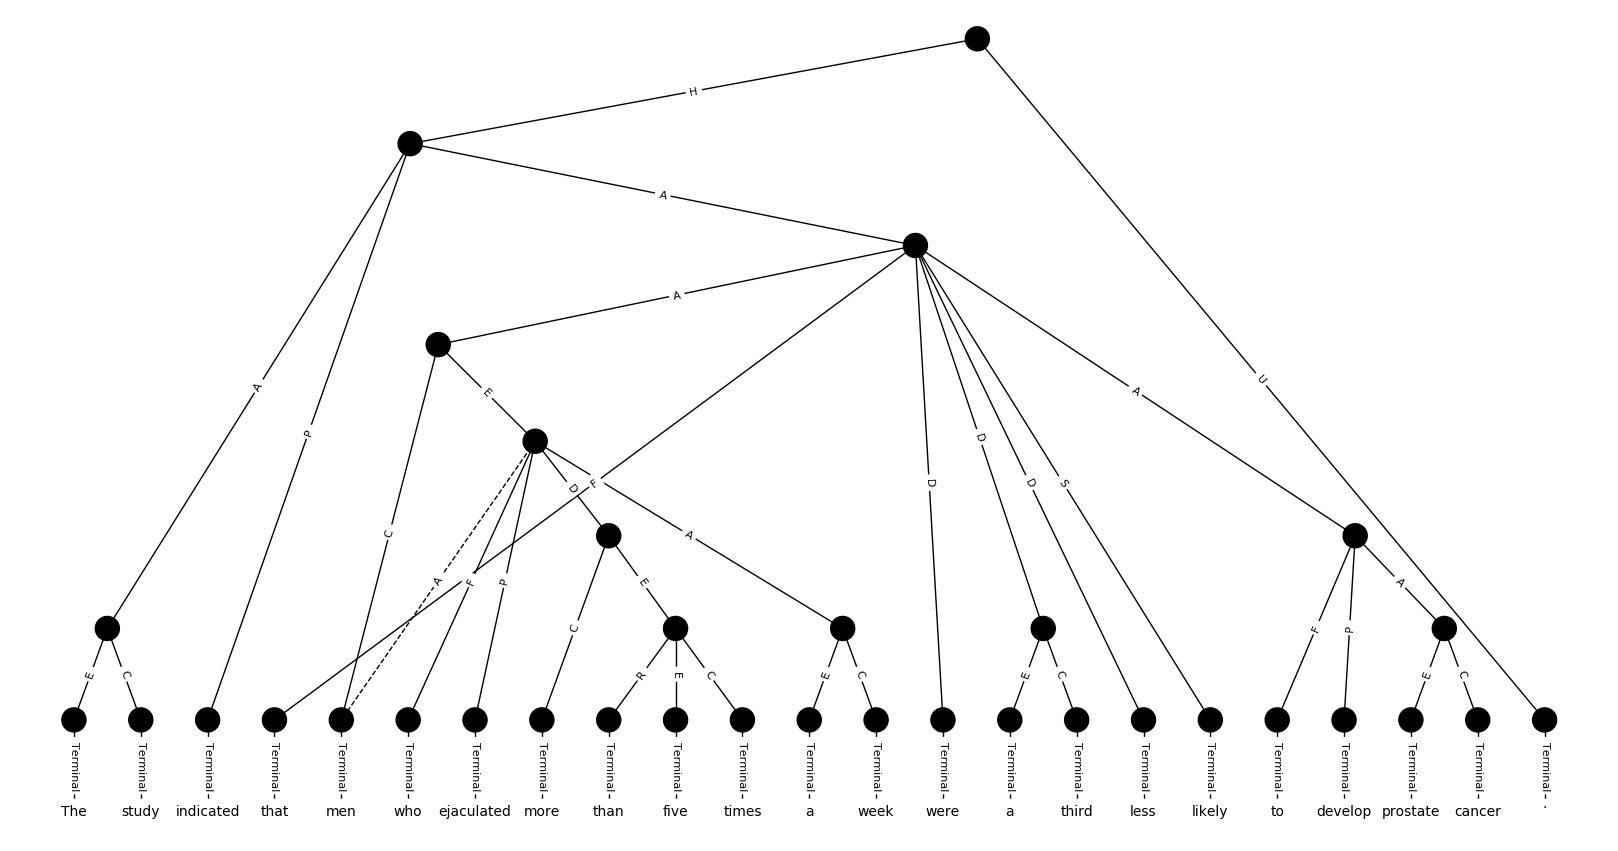 H
A
A
U
A
P
A
E
D
D
D
S
C
D
F
A
A
F
P
E
C
A
F
P
A
E
C
R
E
C
E
C
E
C
E
C
Terminal Terminal Terminal Terminal Terminal Terminal Terminal Terminal Terminal Terminal Terminal Terminal Terminal Terminal Terminal Terminal Terminal Terminal Terminal Terminal Terminal Terminal Terminal
The study indicated that men who ejaculated more than five times a week were a third less likely to develop prostate cancer .